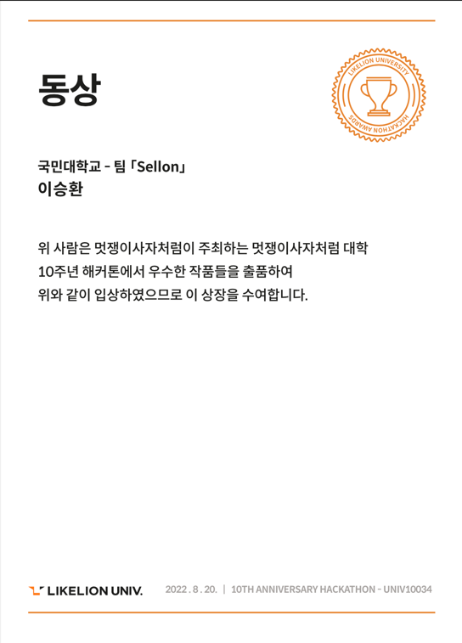 동상
LIKELION UNIVERSITY
HACKATHON AWARDS
국민대학교 - 팀 「Sellon」
이승환
위 사람은 멋쟁이사자처럼이 주최하는 멋쟁이사자처럼 대학
10주년 해커톤에서 우수한 작품들을 출품하여
위와 같이 입상하였으므로 이 상장을 수여합니다.
LIKELION UNIV. 2022 . 8 . 20. | 10TH ANNIVERSARY HACKATHON - UNIV10034